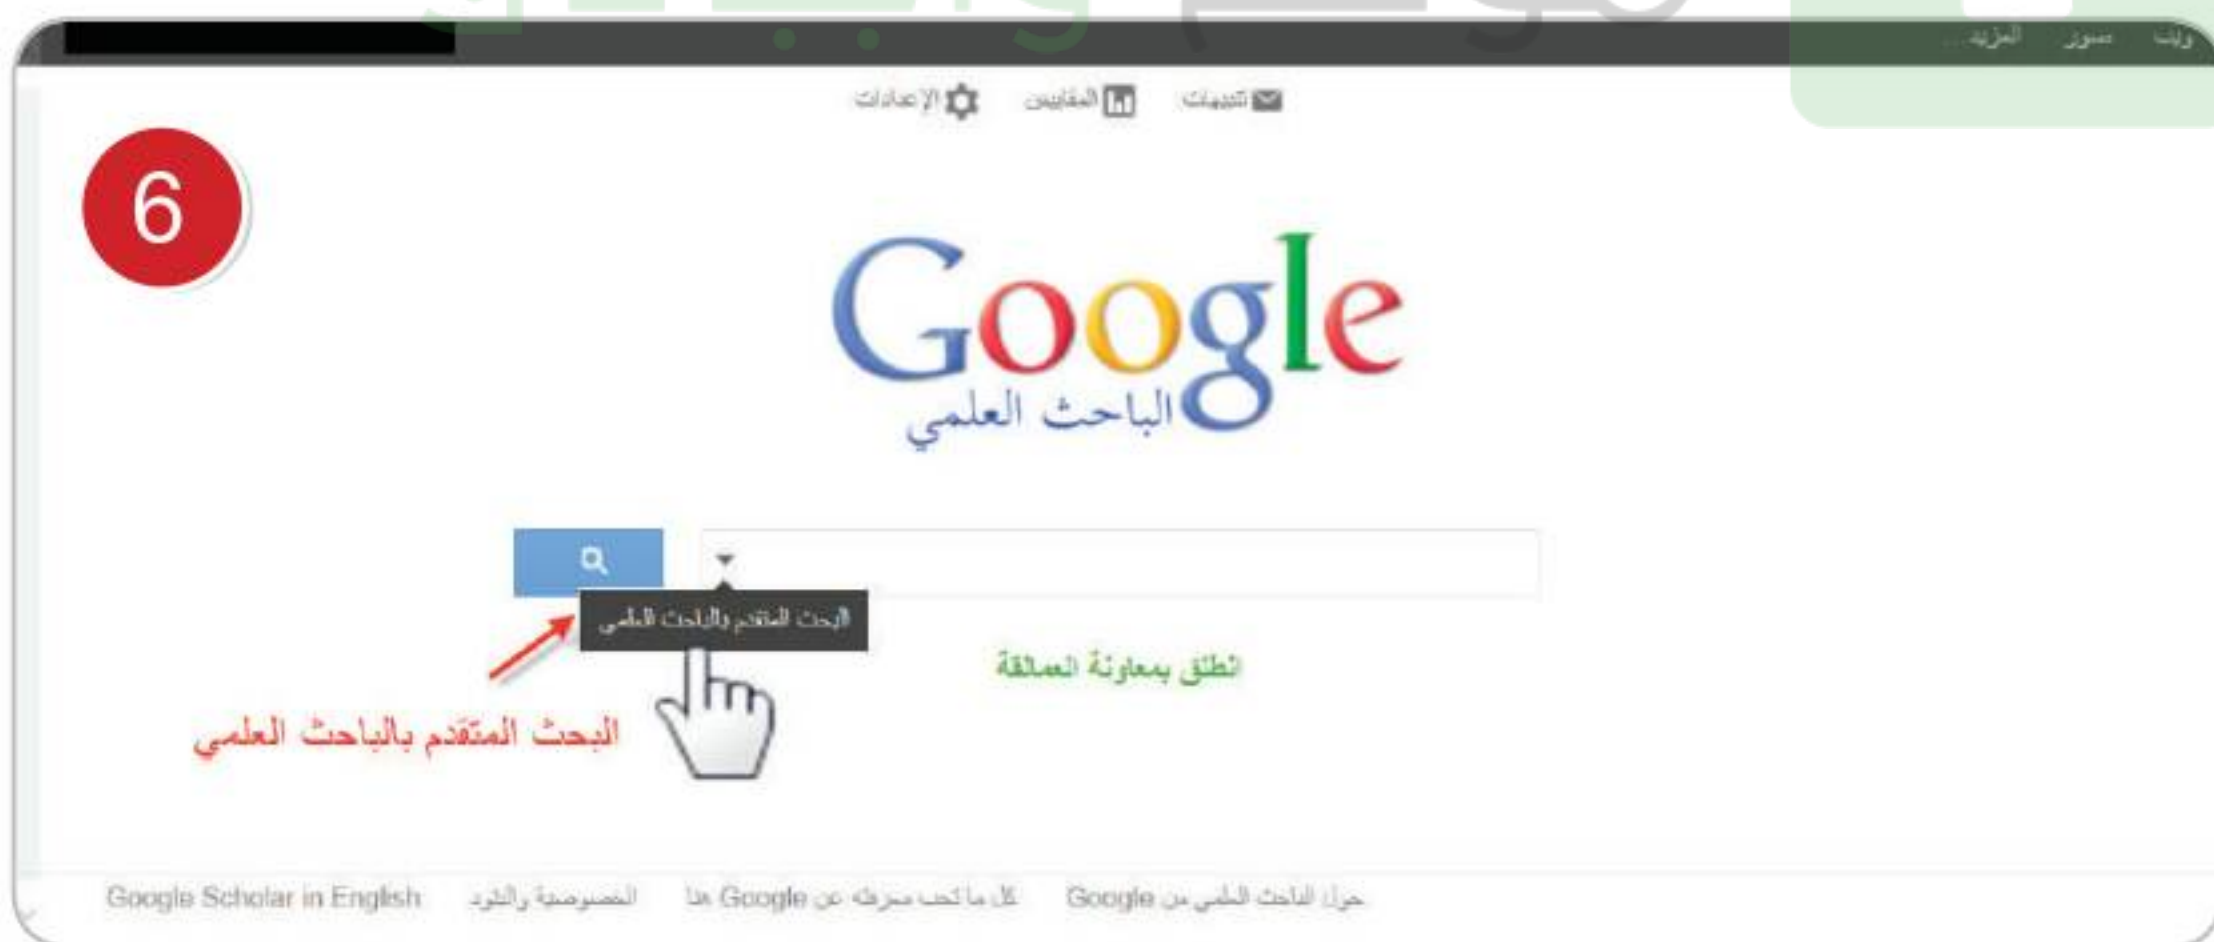 ويب صور المزيد...
تنبيهات المقاييس الإعدادات
6
Google
الباحث العلمي
البحث المتقدم بالباحث العلمي
انطلق بمعاونة العمالقة
البحث المتقدم بالباحث العلمي
حول الباحث العلمي من Google كل ما تحب معرفته عن Google هنا الخصوصية والبنود Google Scholar in English